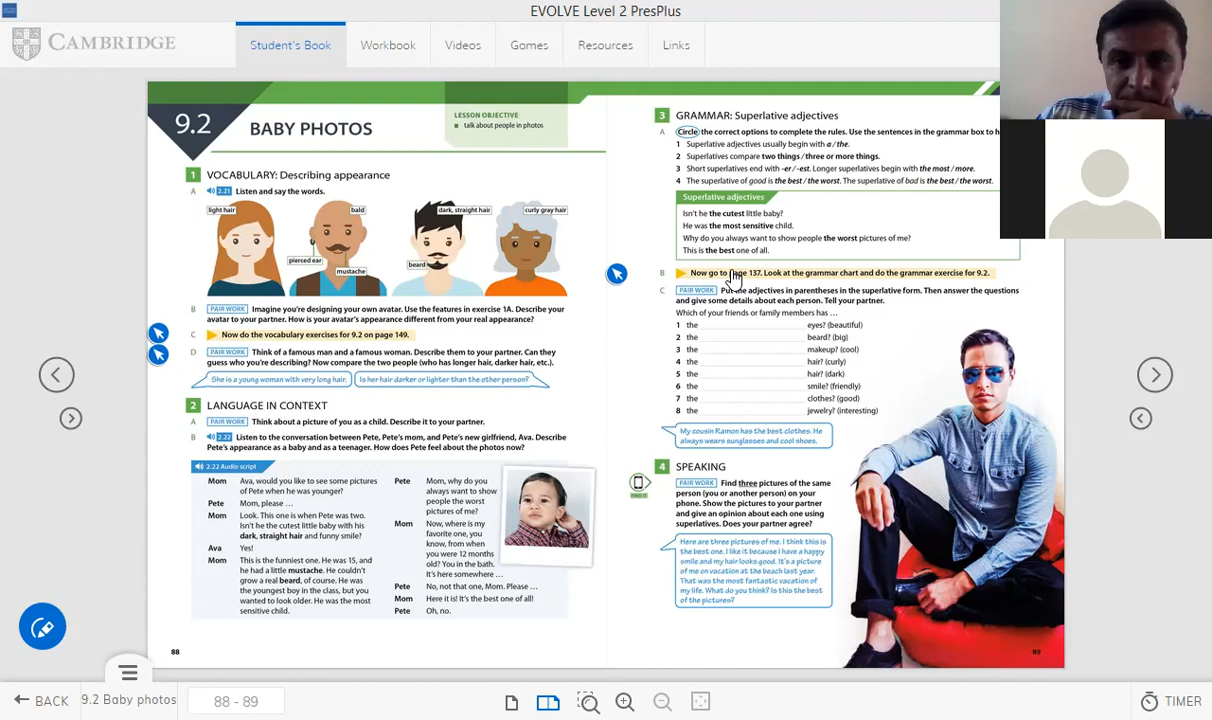 EVOLVE Level 2 PresPlus
CAMBRIDGE
Student's Book
Workbook
Videos
Games
Resources
Links
9.2
BABY PHOTOS
LESSON OBJECTIVE
talk about people in photos
1 VOCABULARY: Describing appearance
A 2.21 Listen and say the words.
light hair
bald
dark, straight hair
curly gray hair
pierced ear
mustache
beard
B PAIR WORK Imagine you're designing your own avatar. Use the features in exercise 1A. Describe your
avatar to your partner. How is your avatar's appearance different from your real appearance?
C Now do the vocabulary exercises for 9.2 on page 149.
D PAIR WORK Think of a famous man and a famous woman. Describe them to your partner. Can they
guess who you're describing? Now compare the two people (who has longer hair, darker hair, etc.).
She is a young woman with very long hair.
Is her hair darker or lighter than the other person?
2 LANGUAGE IN CONTEXT
A PAIR WORK Think about a picture of you as a child. Describe it to your partner.
B 2.22 Listen to the conversation between Pete, Pete's mom, and Pete's new girlfriend, Ava. Describe
Pete's appearance as a baby and as a teenager. How does Pete feel about the photos now?
2.22 Audio script
Mom Ava, would you like to see some pictures
of Pete when he was younger?
Pete Mom, please ...
Mom Look. This one is when Pete was two.
Isn't he the cutest little baby with his
dark, straight hair and funny smile?
Ava Yes!
Mom This is the funniest one. He was 15, and
he had a little mustache. He couldn't
grow a real beard, of course. He was
the youngest boy in the class, but you
wanted to look older. He was the most
sensitive child.
Pete Mom, why do you
always want to show
people the worst
pictures of me?
Mom Now, where is my
favorite one, you
know, from when
you were 12 months
old? You in the bath.
It's here somewhere ...
Pete No, not that one, Mom. Please ...
Mom Here it is! It's the best one of all!
Pete Oh, no.
88
3 GRAMMAR: Superlative adjectives
A Circle the correct options to complete the rules. Use the sentences in the grammar box to h
1 Superlative adjectives usually begin with a / the.
2 Superlatives compare two things / three or more things.
3 Short superlatives end with -er / -est. Longer superlatives begin with the most / more.
4 The superlative of good is the best / the worst. The superlative of bad is the best / the worst.
Superlative adjectives
Isn't he the cutest little baby?
He was the most sensitive child.
Why do you always want to show people the worst pictures of me?
This is the best one of all.
B Now go to page 137. Look at the grammar chart and do the grammar exercise for 9.2.
C PAIR WORK Put the adjectives in parentheses in the superlative form. Then answer the questions
and give some details about each person. Tell your partner.
Which of your friends or family members has ...
1 the eyes? (beautiful)
2 the beard? (big)
3 the makeup? (cool)
4 the hair? (curly)
5 the hair? (dark)
6 the smile? (friendly)
7 the clothes? (good)
8 the jewelry? (interesting)
My cousin Ramon has the best clothes. He
always wears sunglasses and cool shoes.
4 SPEAKING
FIND IT
PAIR WORK Find three pictures of the same
person (you or another person) on your
phone. Show the pictures to your partner
and give an opinion about each one using
superlatives. Does your partner agree?
Here are three pictures of me. I think this is
the best one. I like it because I have a happy
smile and my hair looks good. It's a picture
of me on vacation at the beach last year.
That was the most fantastic vacation of
my life. What do you think? Is this the best
of the pictures?
89
BACK
9.2 Baby photos
88 - 89
TIMER